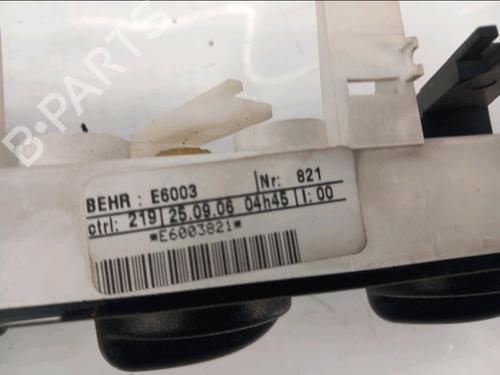 B-PARTS
BEHR : E6003 Nr: 821
ctrl: 219 25.09.06 04h45 I: 00
*E6003821*